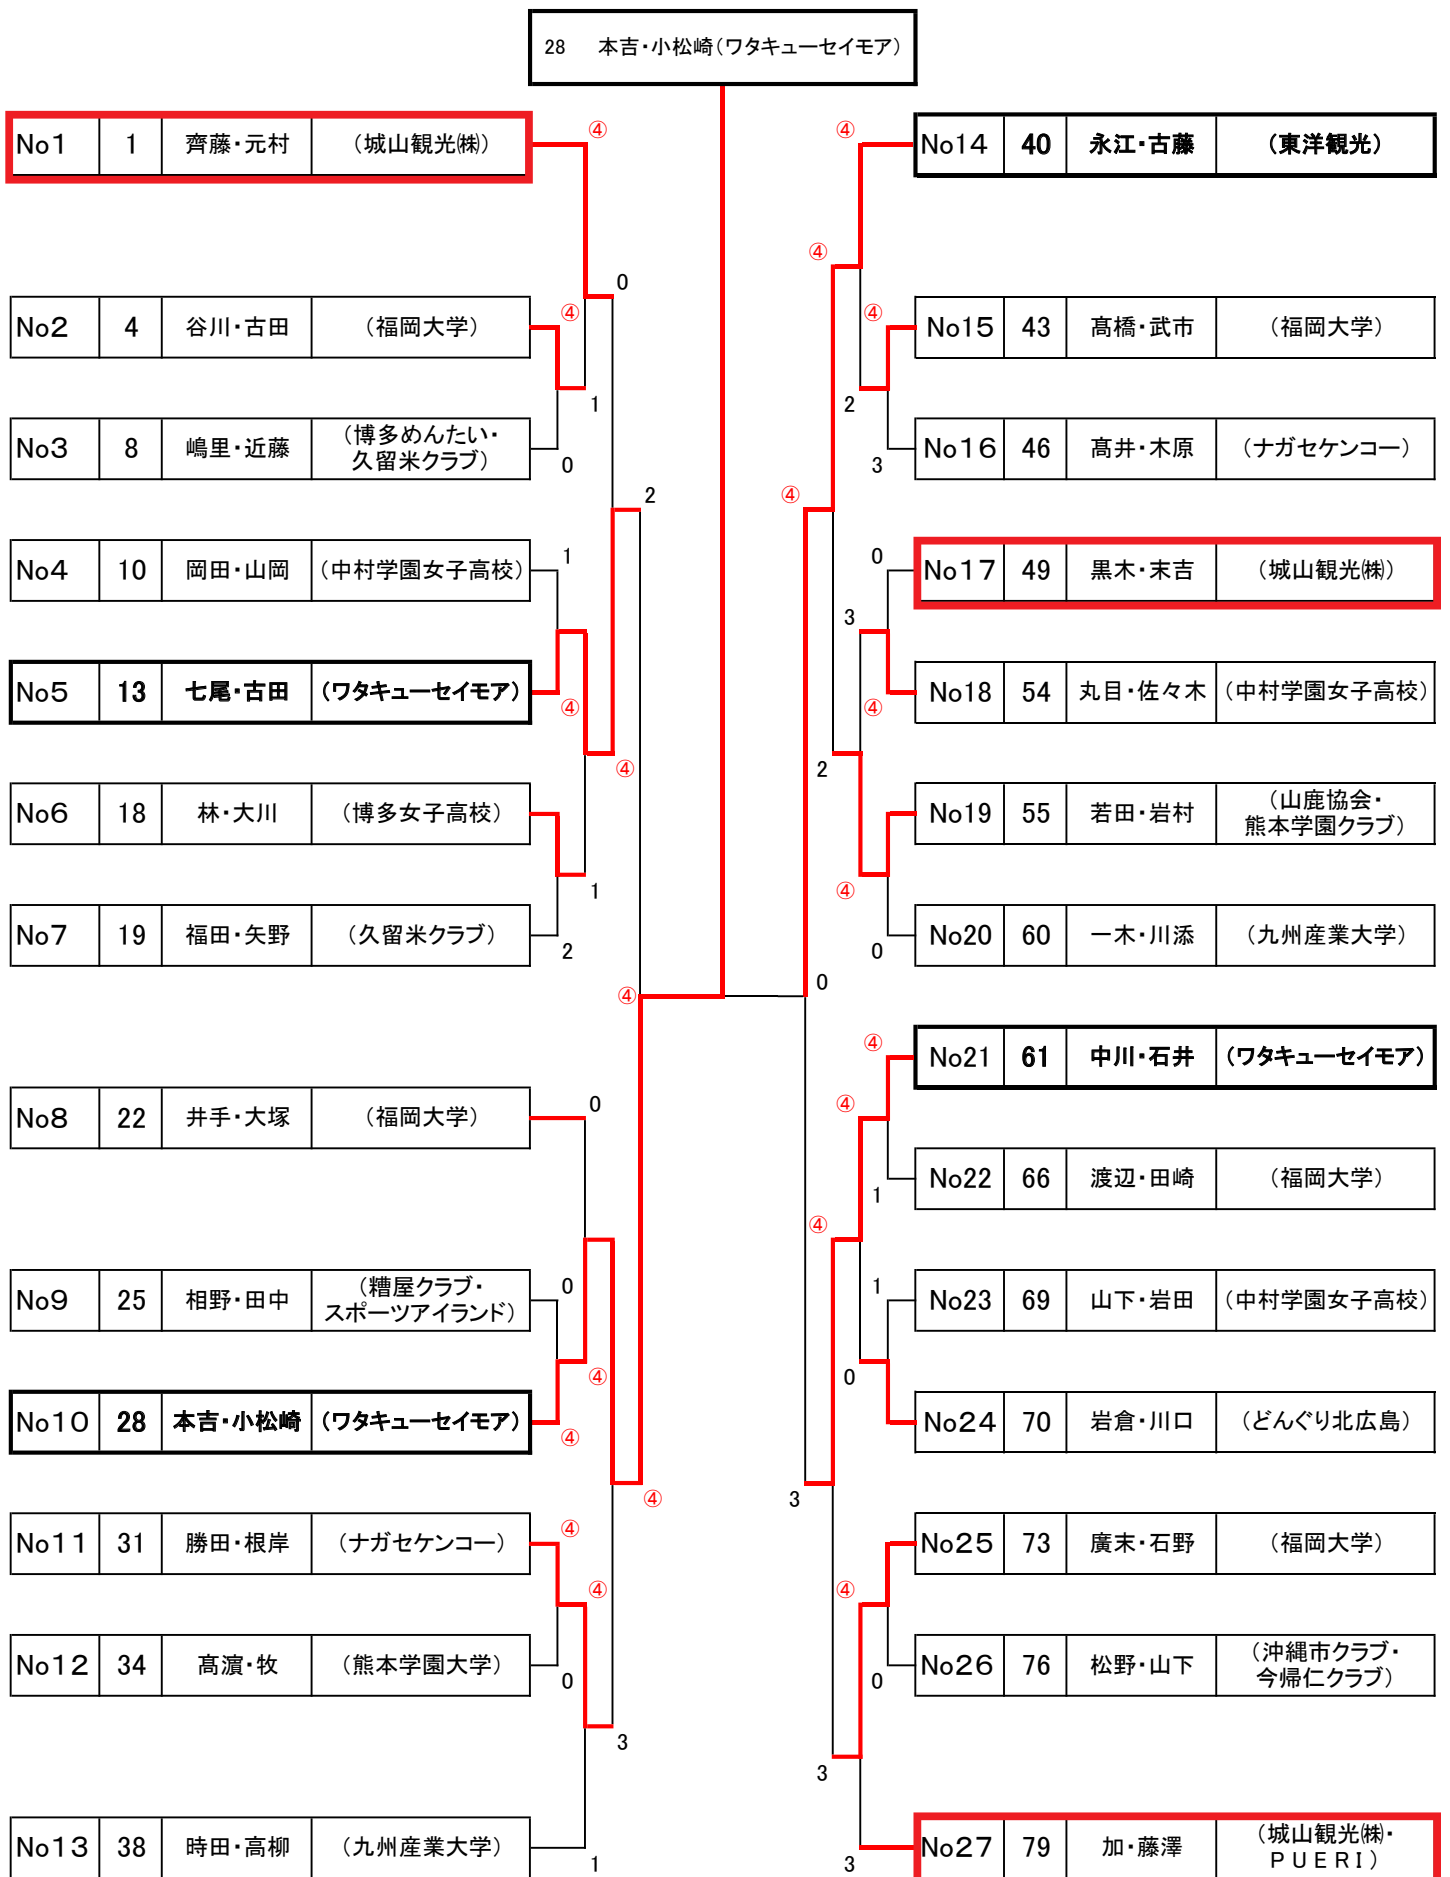 28 本吉・小松崎(ワタキューセイモア)
No1 1 齊藤・元村 (城山観光㈱)
④
0
No2 4 谷川・古田 (福岡大学)
④
1
No3 8 嶋里・近藤 (博多めんたい・
久留米クラブ)
0
2
No4 10 岡田・山岡 (中村学園女子高校)
1
No5 13 七尾・古田 (ワタキューセイモア)
④
④
No6 18 林・大川 (博多女子高校)
1
No7 19 福田・矢野 (久留米クラブ)
2
④
No8 22 井手・大塚 (福岡大学)
0
No9 25 相野・田中 (糟屋クラブ・
スポーツアイランド)
0
④
No10 28 本吉・小松崎 (ワタキューセイモア)
④
④
No11 31 勝田・根岸 (ナガセケンコー)
④
④
No12 34 髙濵・牧 (熊本学園大学)
0
3
No13 38 時田・高柳 (九州産業大学)
1
④
No14 40 永江・古藤 (東洋観光)
④
④
No15 43 髙橋・武市 (福岡大学)
2
No16 46 髙井・木原 (ナガセケンコー)
3
④
0
No17 49 黒木・末吉 (城山観光㈱)
3
No18 54 丸目・佐々木 (中村学園女子高校)
④
2
No19 55 若田・岩村 (山鹿協会・
熊本学園クラブ)
④
No20 60 一木・川添 (九州産業大学)
0
0
④
No21 61 中川・石井 (ワタキューセイモア)
④
No22 66 渡辺・田崎 (福岡大学)
1
④
1
No23 69 山下・岩田 (中村学園女子高校)
0
No24 70 岩倉・川口 (どんぐり北広島)
3
No25 73 廣末・石野 (福岡大学)
④
No26 76 松野・山下 (沖縄市クラブ・
今帰仁クラブ)
0
3
No27 79 加・藤澤 (城山観光㈱・
PUERI)
3